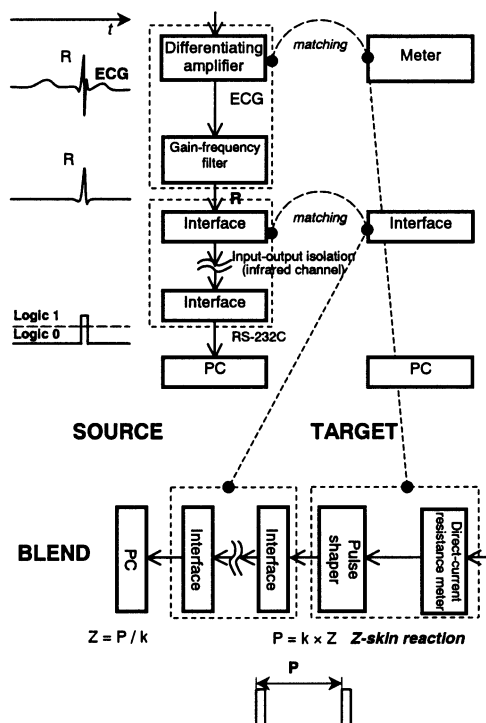 t
R
ECG
Differentiating
amplifier
matching
Meter
ECG
Gain-frequency
filter
R
R
Interface
matching
Interface
Input-output isolation
(infrared channel)
Logic 1
Logic 0
Interface
RS-232C
PC
PC
SOURCE
TARGET
BLEND
PC
Interface
Interface
Pulse
shaper
Direct-current
resistance meter
Z = P / k
P = k × Z
Z-skin reaction
P